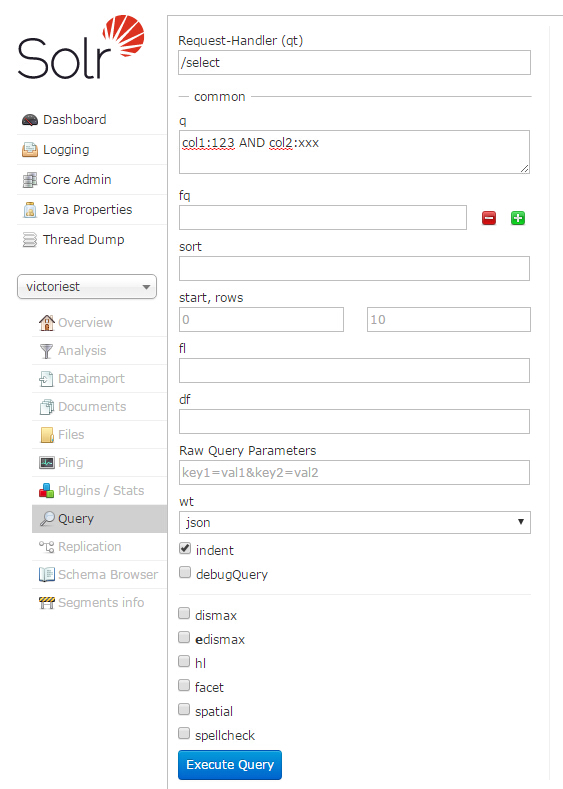 Solr
Dashboard
Logging
Core Admin
Java Properties
Thread Dump
victoriest
Overview
Analysis
Dataimport
Documents
Files
Ping
Plugins / Stats
Query
Replication
Schema Browser
Segments info
Request-Handler (qt)
/select
common
q
col1:123 AND col2:xxx
fq
sort
start, rows
0 10
fl
df
Raw Query Parameters
key1=val1&key2=val2
wt
json
indent
debugQuery
dismax
edismax
hl
facet
spatial
spellcheck
Execute Query